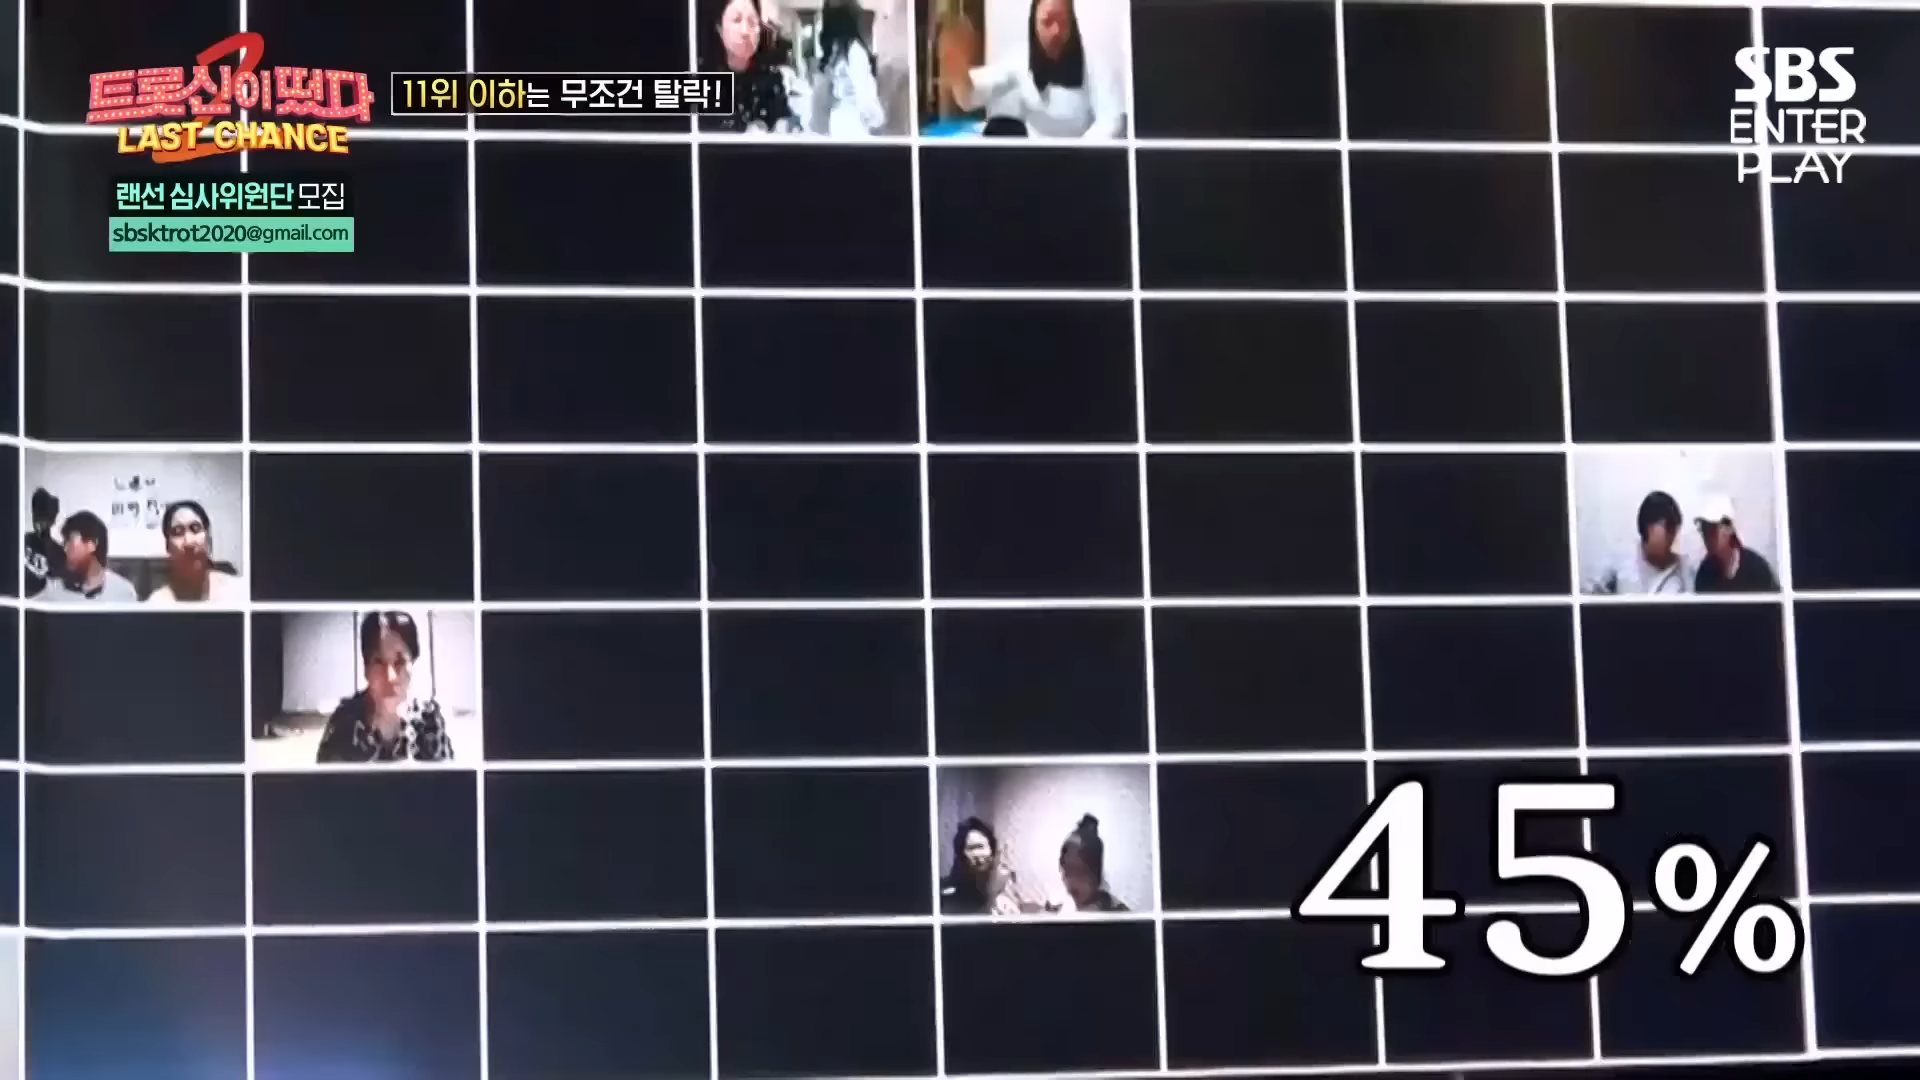 트롯신이 떴다 2
LAST CHANCE
11위 이하는 무조건 탈락!
랜선 심사위원단 모집
sbsktrot2020@gmail.com
SBS
ENTER
PLAY
45%